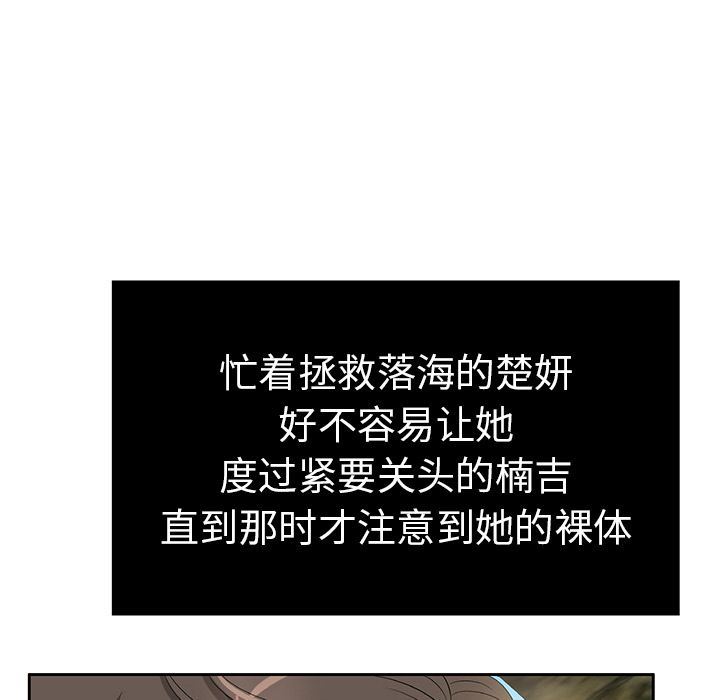 忙着拯救落海的楚妍
好不容易让她
度过紧要关头的楠吉
直到那时才注意到她的裸体